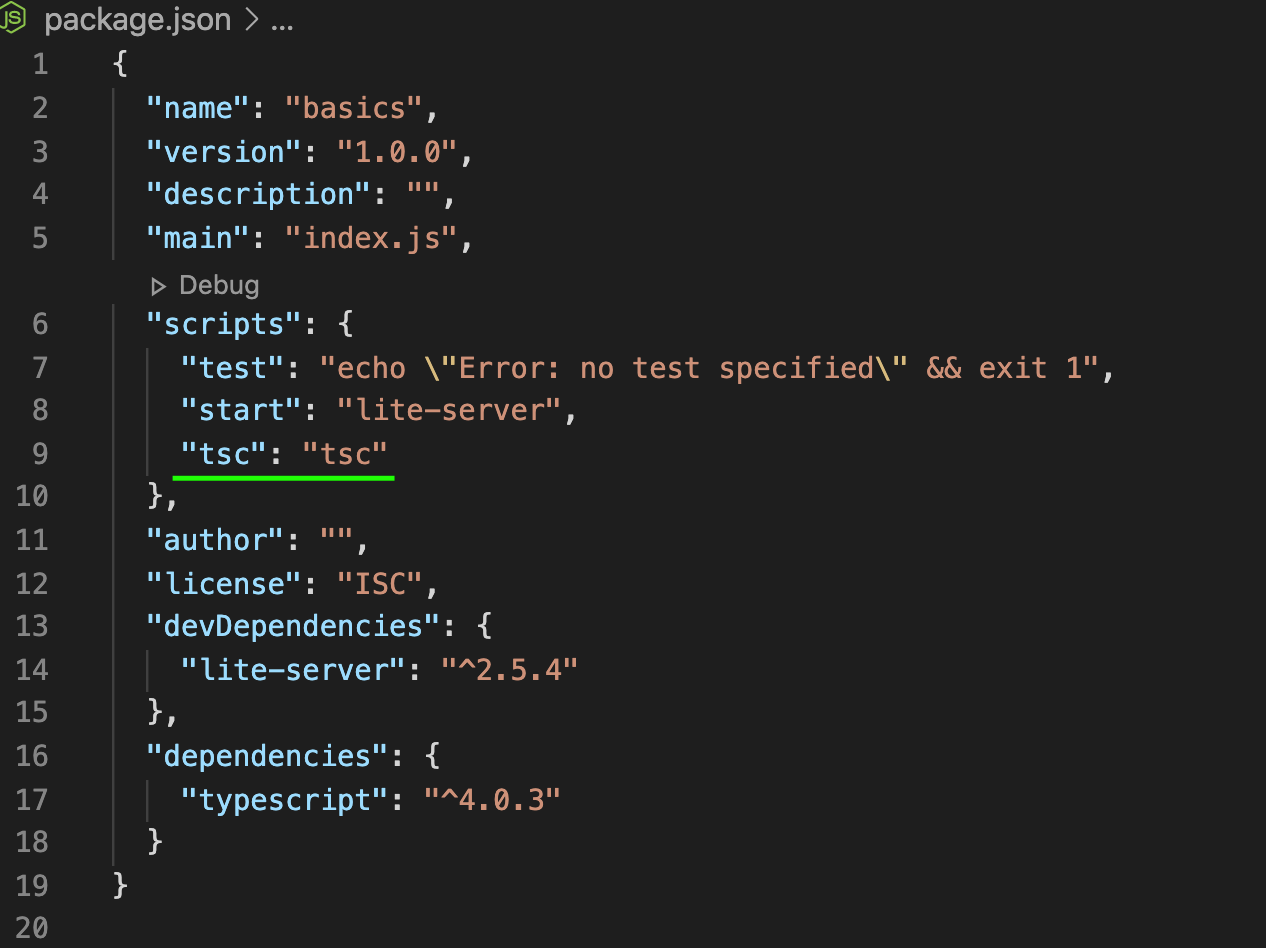 JS package.json > ...
1 {
2 "name": "basics",
3 "version": "1.0.0",
4 "description": "",
5 "main": "index.js",
Debug
6 "scripts": {
7 "test": "echo \"Error: no test specified\" && exit 1",
8 "start": "lite-server",
9 "tsc": "tsc"
10 },
11 "author": "",
12 "license": "ISC",
13 "devDependencies": {
14 "lite-server": "^2.5.4"
15 },
16 "dependencies": {
17 "typescript": "^4.0.3"
18 }
19 }
20